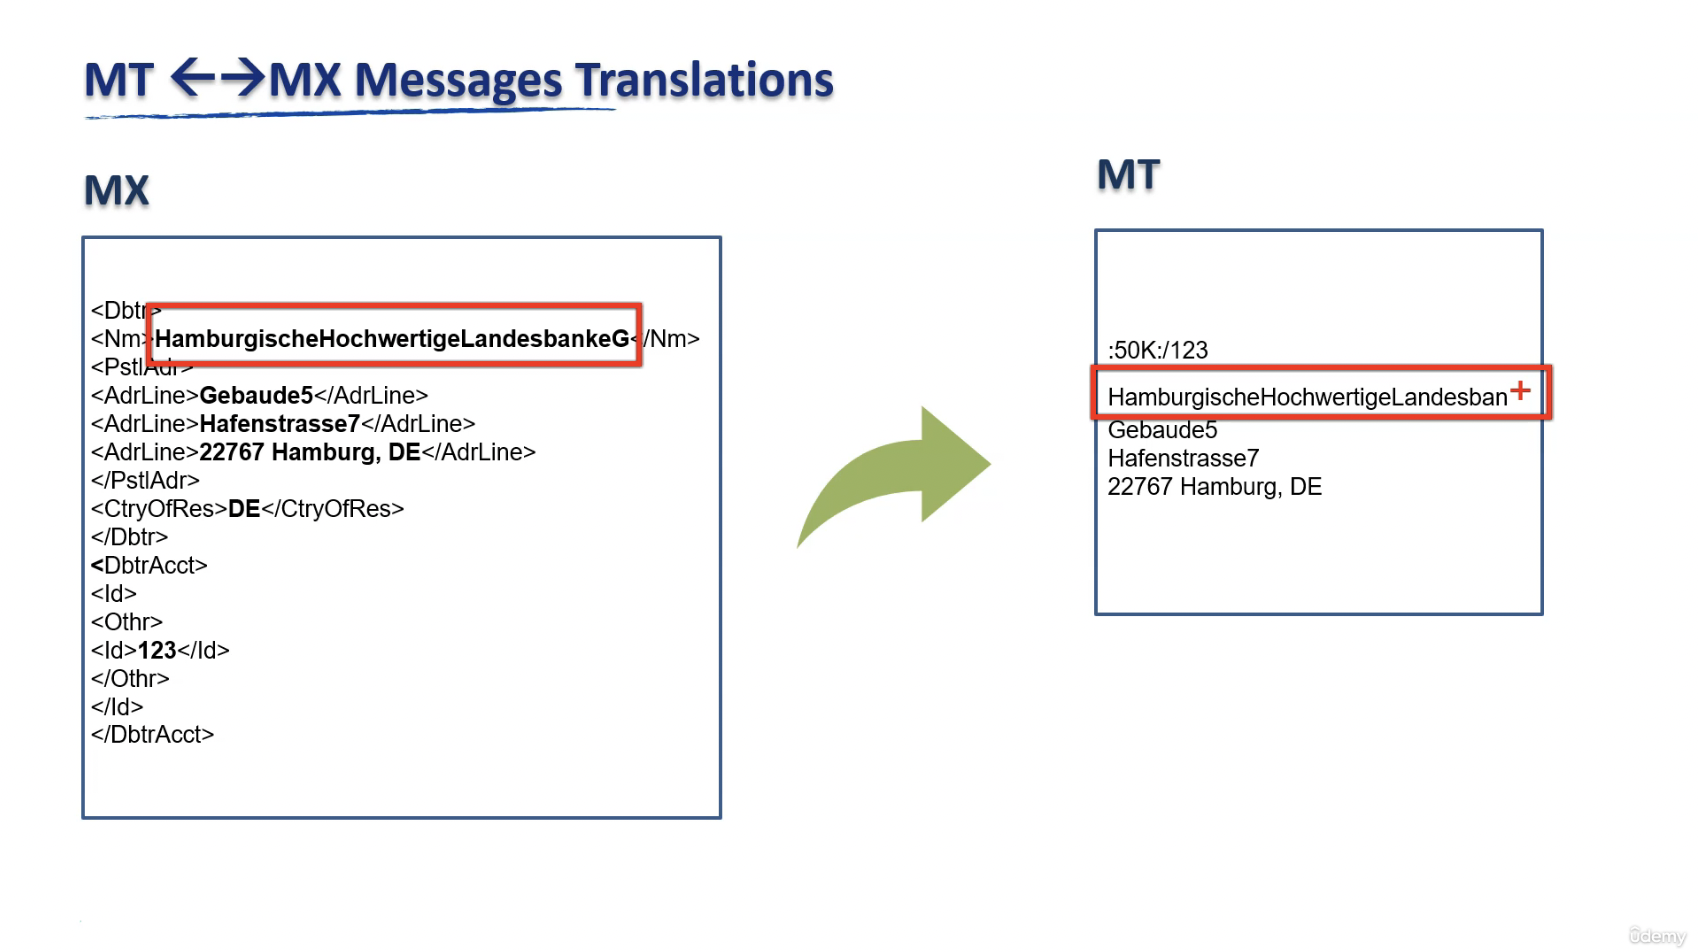 MT ←→MX Messages Translations
MX
<Dbtr>
<Nm>HamburgischeHochwertigeLandesbankeG</Nm>
<PstlAdr>
<AdrLine>Gebaude5</AdrLine>
<AdrLine>Hafenstrasse7</AdrLine>
<AdrLine>22767 Hamburg, DE</AdrLine>
</PstlAdr>
<CtryOfRes>DE</CtryOfRes>
</Dbtr>
<DbtrAcct>
<Id>
<Othr>
<Id>123</Id>
</Othr>
</Id>
</DbtrAcct>
MT
:50K:/123
HamburgischeHochwertigeLandesban+
Gebaude5
Hafenstrasse7
22767 Hamburg, DE
ûdemy